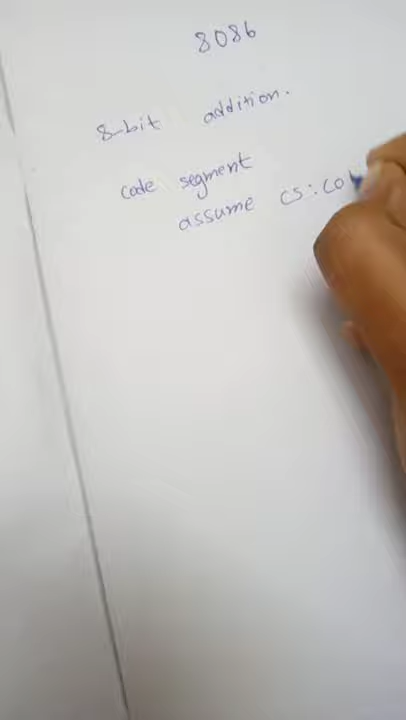 8086
8-bit addition.
code segment
assume cs:co